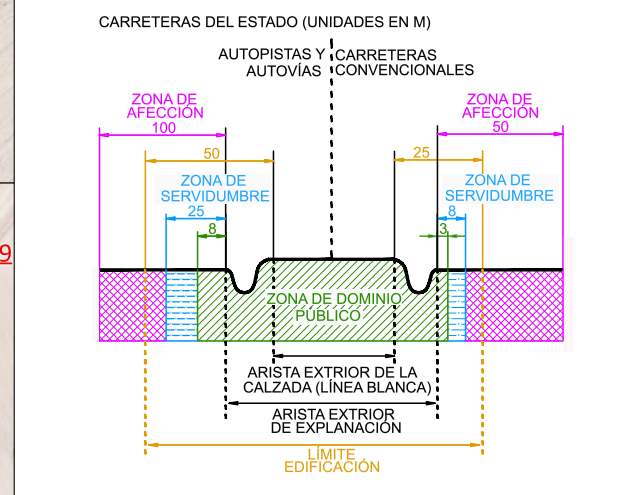 CARRETERAS DEL ESTADO (UNIDADES EN M)
AUTOPISTAS Y
AUTOVÍAS
CARRETERAS
CONVENCIONALES
ZONA DE
AFECCIÓN
100
ZONA DE
AFECCIÓN
50
50
25
ZONA DE
SERVIDUMBRE
25
ZONA DE
SERVIDUMBRE
8
8
3
9
ZONA DE DOMINIO
PÚBLICO
ARISTA EXTRIOR DE LA
CALZADA (LÍNEA BLANCA)
ARISTA EXTRIOR
DE EXPLANACIÓN
LÍMITE
EDIFICACIÓN